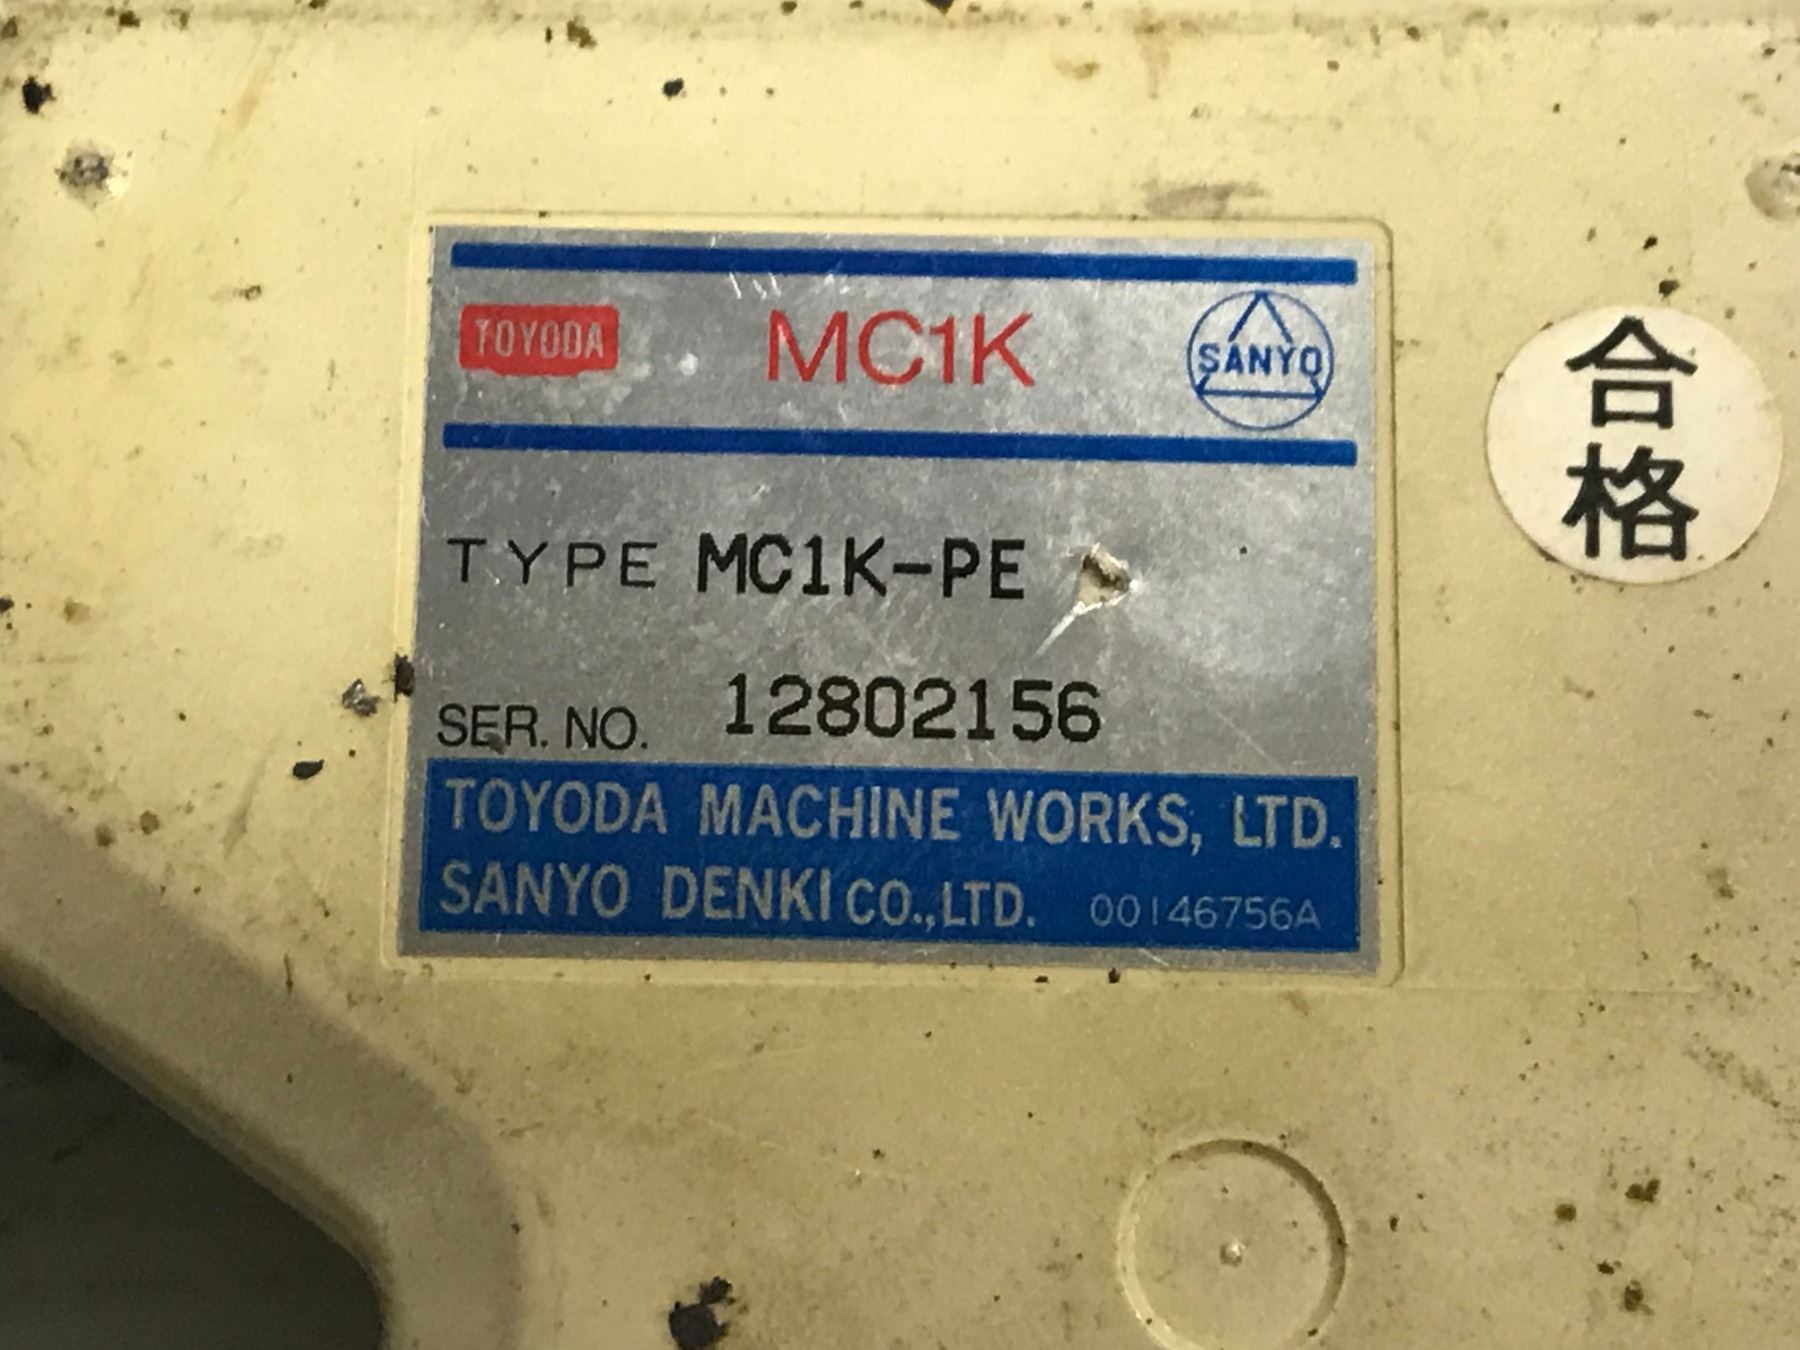 TOYODA MC1K SANYO
TYPE MC1K-PE
SER. NO. 12802156
TOYODA MACHINE WORKS, LTD.
SANYO DENKI CO.,LTD. 00146756A
合
格